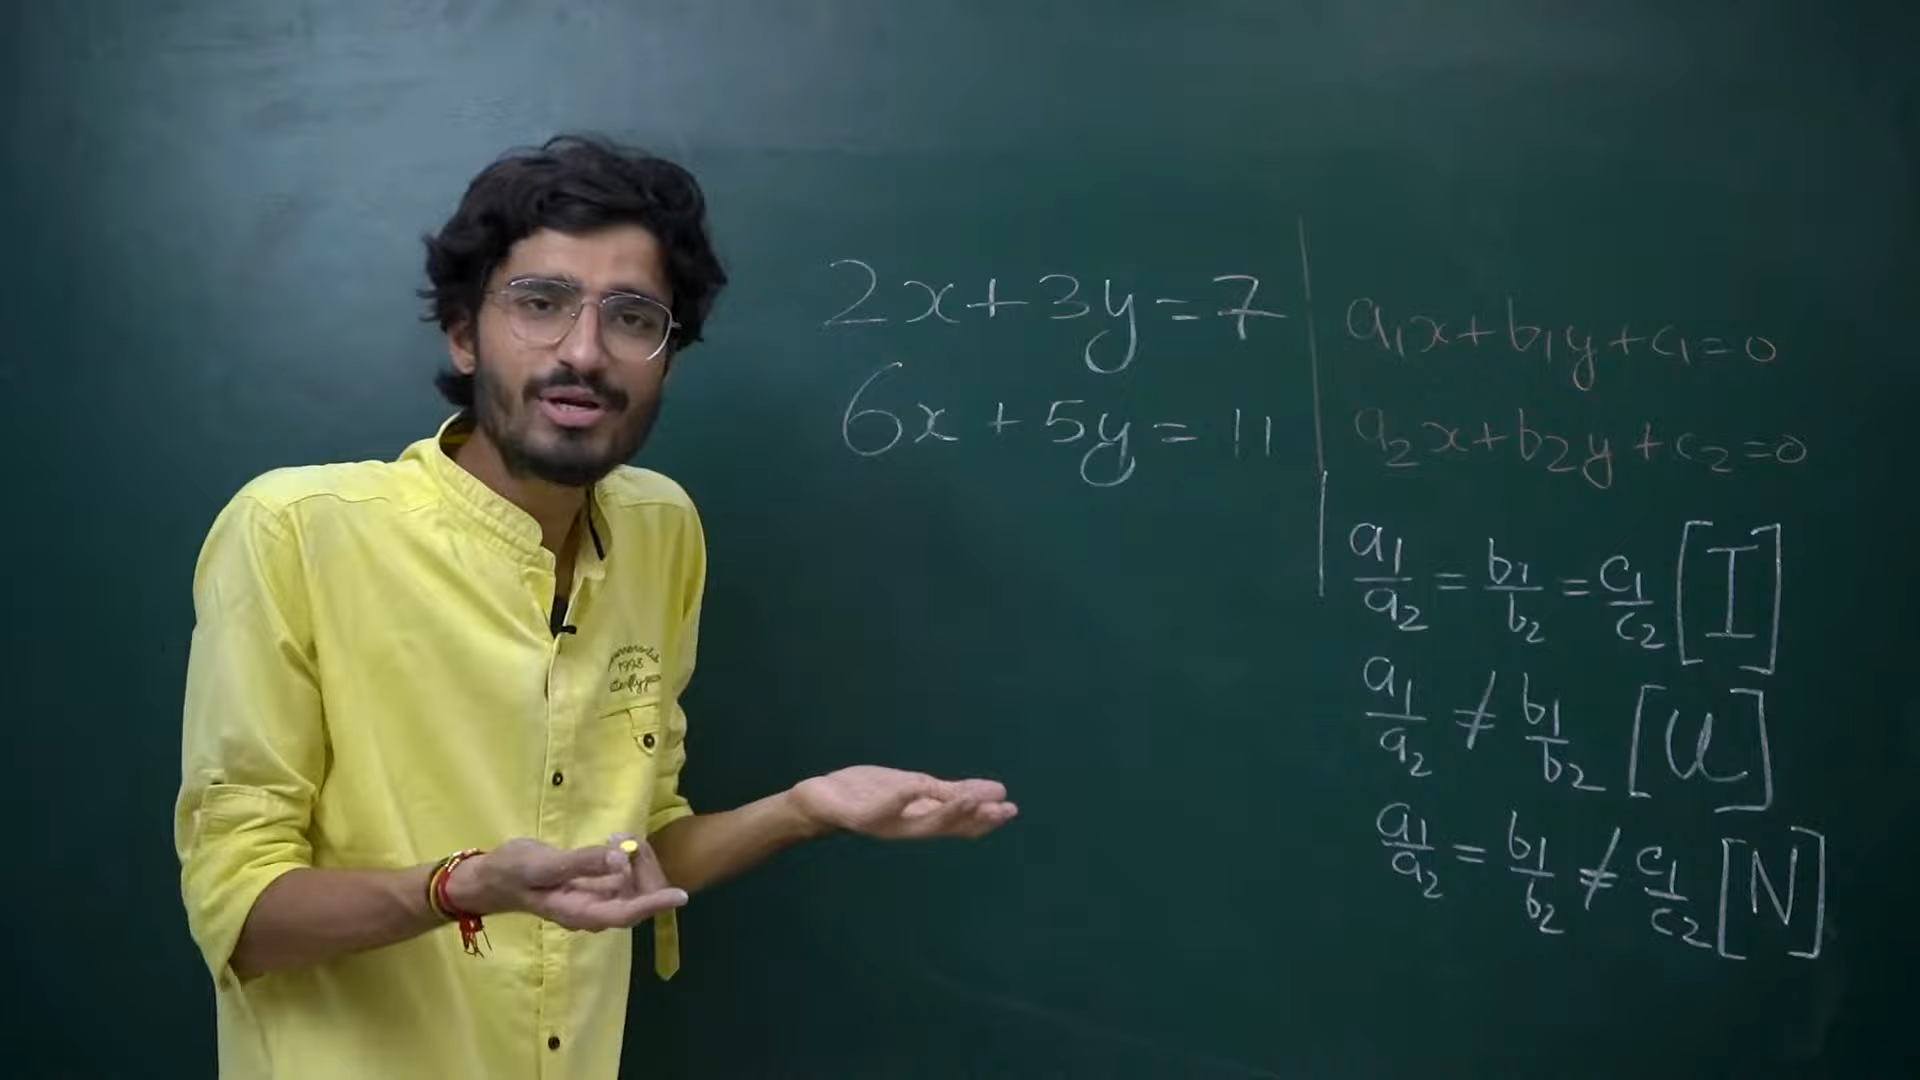 2x+3y=7
6x+5y=11
a₁x+b₁y+c₁=0
a₂x+b₂y+c₂=0
a₁/a₂ = b₁/b₂ = c₁/c₂ [I]
a₁/a₂ ≠ b₁/b₂ [U]
a₁/a₂ = b₁/b₂ ≠ c₁/c₂ [N]
1998